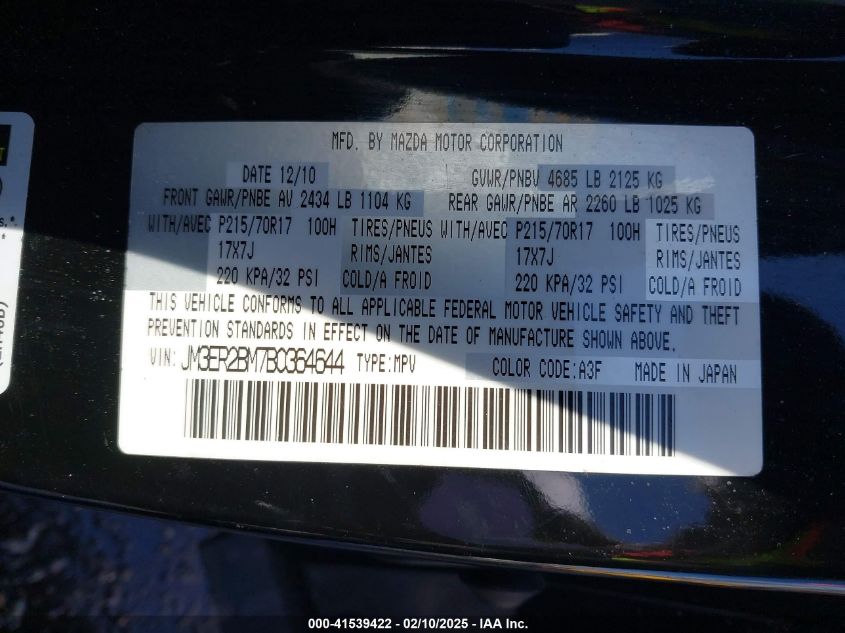 MFD. BY MAZDA MOTOR CORPORATION
DATE 12/10 GVWR/PNBV 4685 LB 2125 KG
FRONT GAWR/PNBE AV 2434 LB 1104 KG REAR GAWR/PNBE AR 2260 LB 1025 KG
WITH/AVEC P215/70R17 100H TIRES/PNEUS WITH/AVEC P215/70R17 100H TIRES/PNEUS
17X7J RIMS/JANTES 17X7J RIMS/JANTES
220 KPA/32 PSI COLD/A FROID 220 KPA/32 PSI COLD/A FROID
THIS VEHICLE CONFORMS TO ALL APPLICABLE FEDERAL MOTOR VEHICLE SAFETY AND THEFT
PREVENTION STANDARDS IN EFFECT ON THE DATE OF MANUFACTURE SHOWN ABOVE.
VIN: JM3ER2BM7B0364644 TYPE:MPV COLOR CODE:A3F MADE IN JAPAN
000-41539422 - 02/10/2025 - IAA Inc.